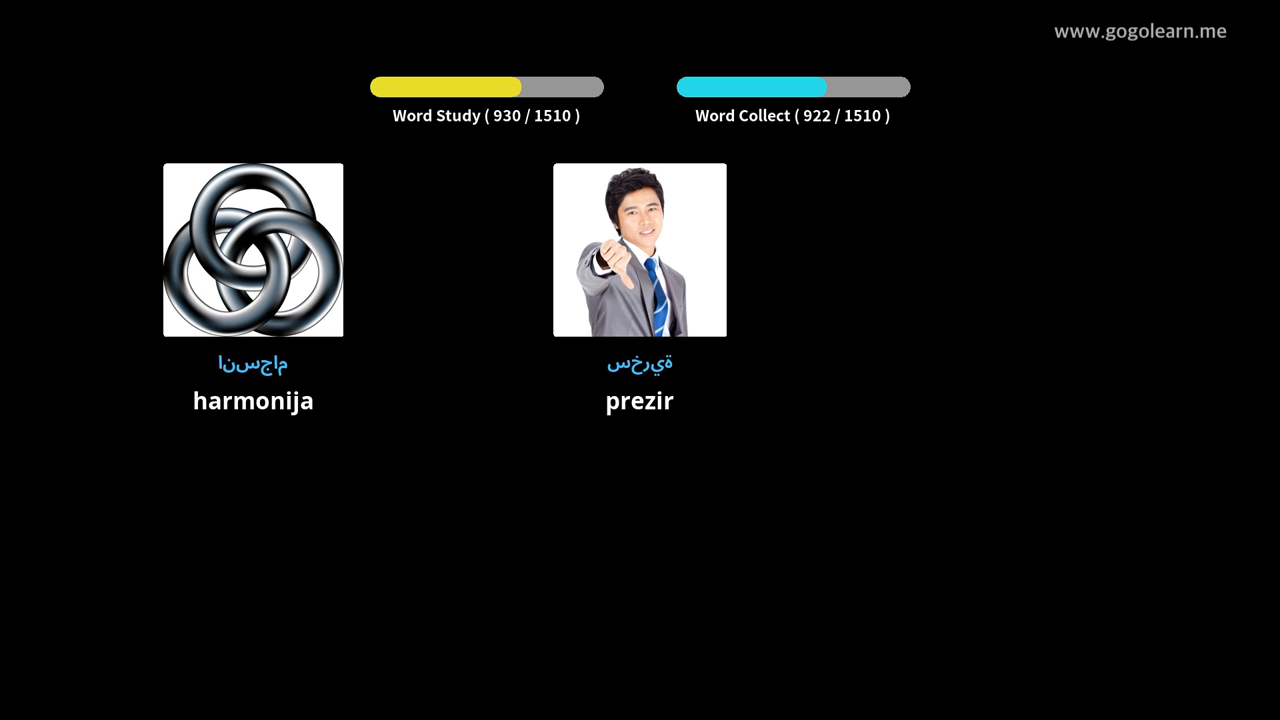 www.gogolearn.me
Word Study ( 930 / 1510 )
Word Collect ( 922 / 1510 )
انسجام
harmonija
سخرية
prezir